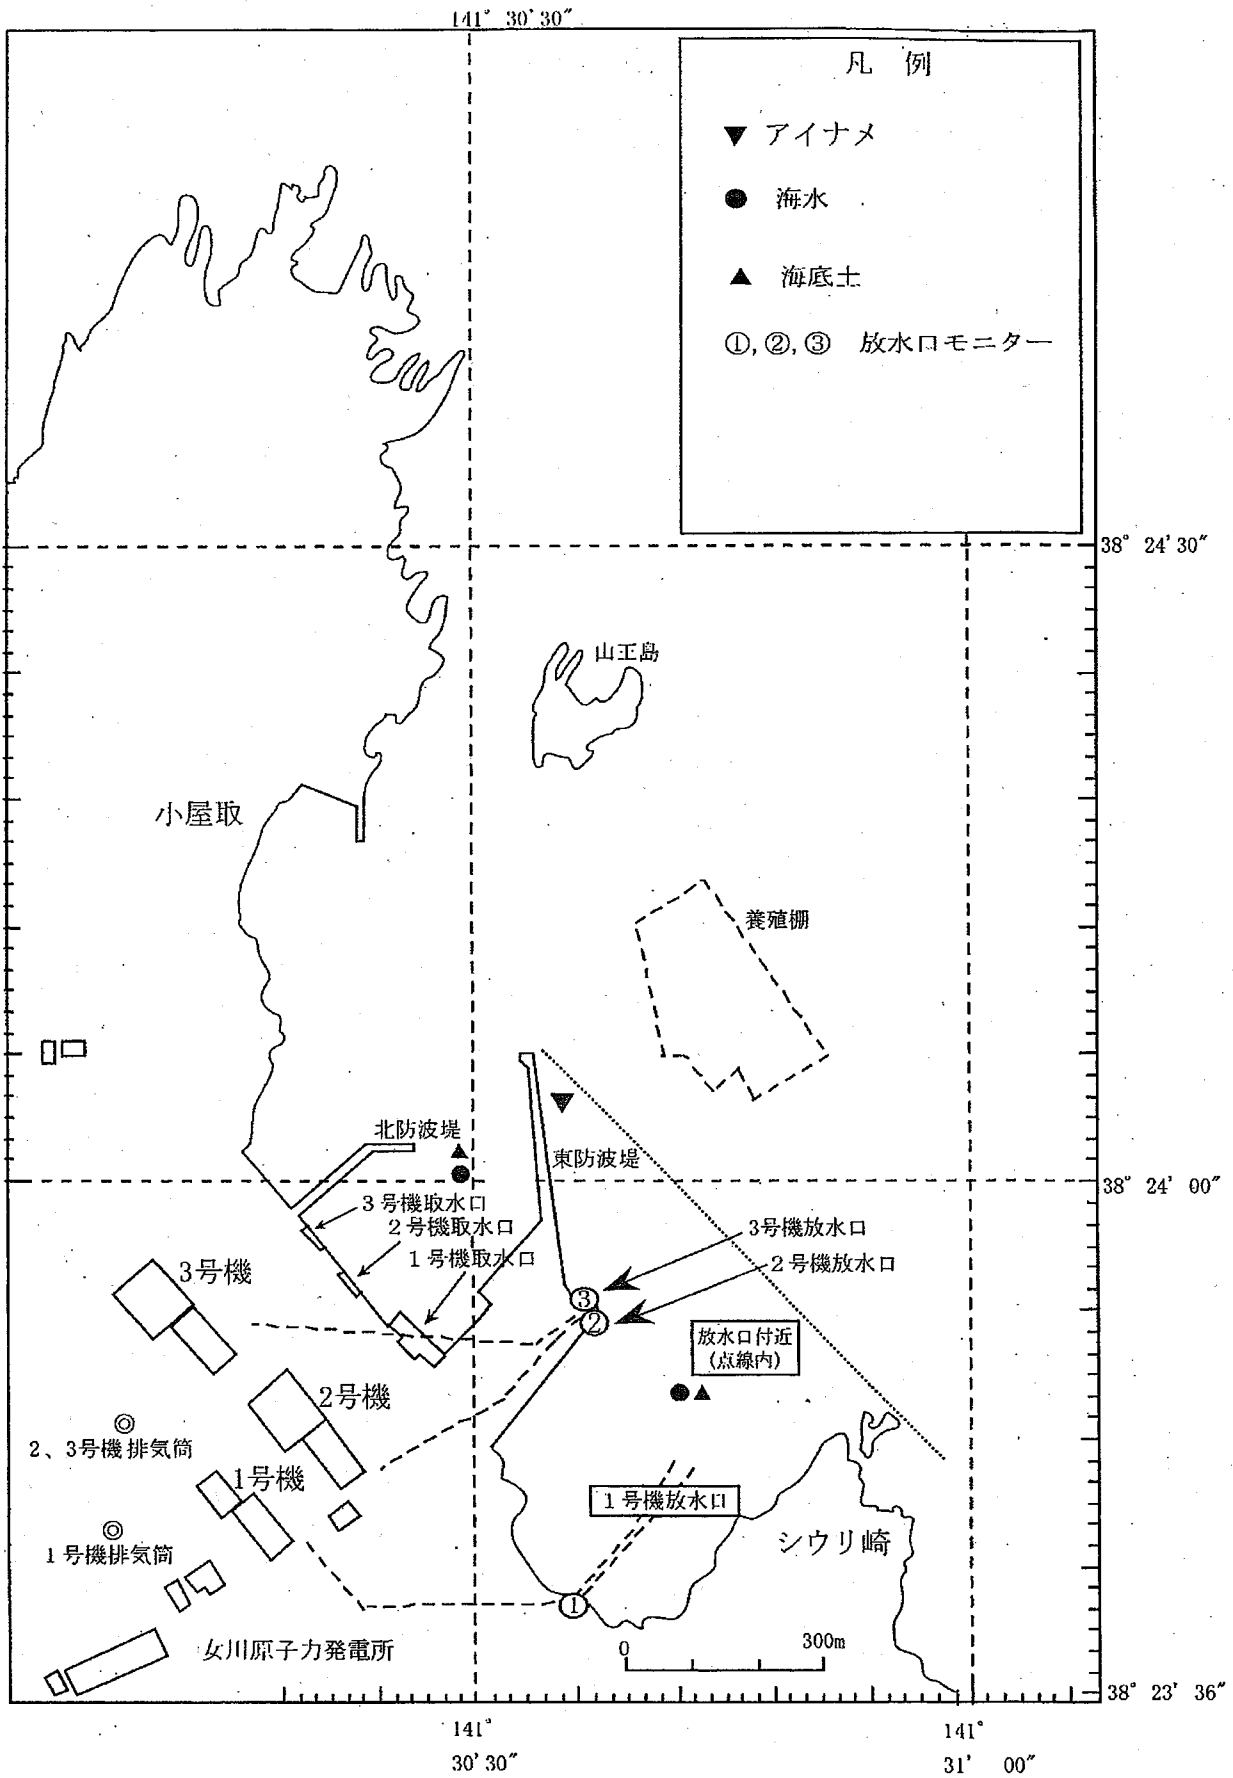 141° 30′30″
凡 例
▼ アイナメ
● 海水
▲ 海底土
①,②,③ 放水口モニター
38° 24′30″
山王島
小屋取
養殖棚
北防波堤
東防波堤
38° 24′00″
3号機取水口
2号機取水口
1号機取水口
3号機放水口
2号機放水口
3号機
③
②
放水口付近
(点線内)
2号機
2、3号機排気筒
1号機
1号機放水口
シウリ崎
1号機排気筒
①
女川原子力発電所
0 300m
38° 23′36″
141°
30′30″
141°
31′ 00″